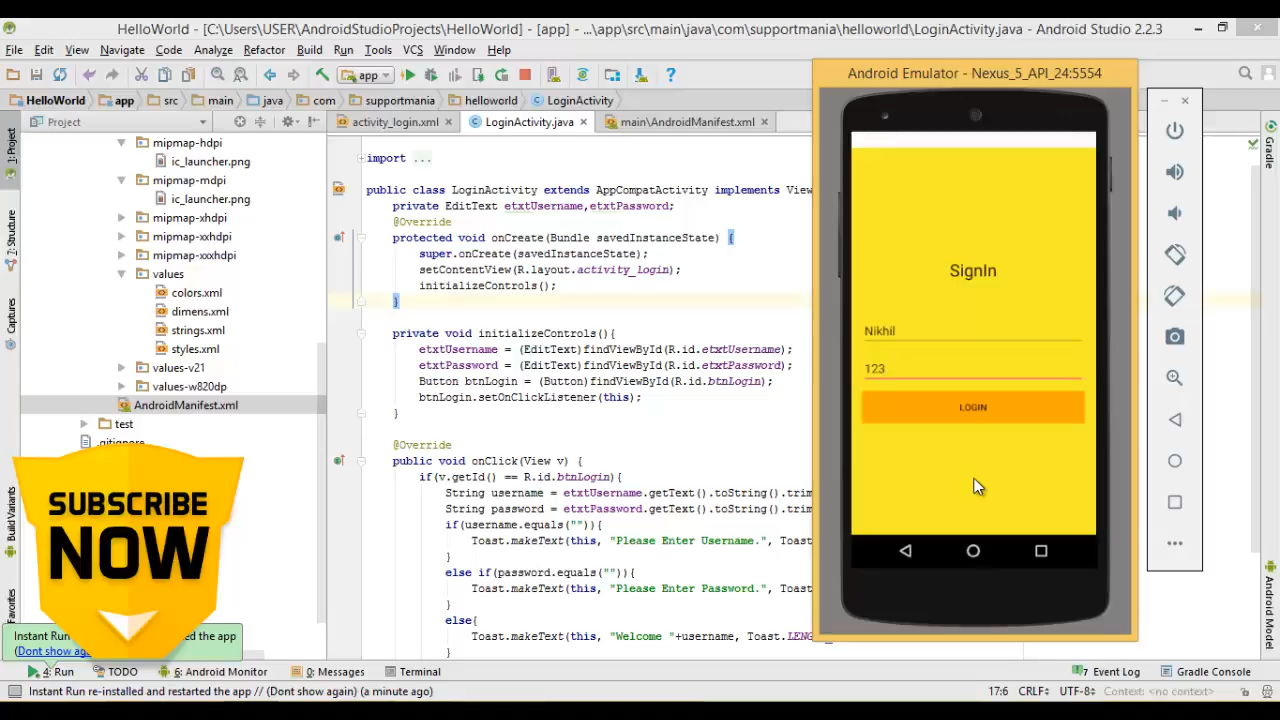 HelloWorld - [C:\Users\USER\AndroidStudioProjects\HelloWorld] - [app] - ...\app\src\main\java\com\supportmania\helloworld\LoginActivity.java - Android Studio 2.2.3
File Edit View Navigate Code Analyze Refactor Build Run Tools VCS Window Help
app
HelloWorld app src main java com supportmania helloworld LoginActivity
Project
activity_login.xml LoginActivity.java main\AndroidManifest.xml
1: Project
7: Structure
Captures
Build Variants
Favorites
Gradle
Android Model
mipmap-hdpi
ic_launcher.png
mipmap-mdpi
ic_launcher.png
mipmap-xhdpi
mipmap-xxhdpi
mipmap-xxxhdpi
values
colors.xml
dimens.xml
strings.xml
styles.xml
values-v21
values-w820dp
AndroidManifest.xml
test
.gitignore
import ...
public class LoginActivity extends AppCompatActivity implements View
private EditText etxtUsername,etxtPassword;
@Override
protected void onCreate(Bundle savedInstanceState) {
super.onCreate(savedInstanceState);
setContentView(R.layout.activity_login);
initializeControls();
}
private void initializeControls(){
etxtUsername = (EditText)findViewById(R.id.etxtUsername);
etxtPassword = (EditText)findViewById(R.id.etxtPassword);
Button btnLogin = (Button)findViewById(R.id.btnLogin);
btnLogin.setOnClickListener(this);
}
@Override
public void onClick(View v) {
if(v.getId() == R.id.btnLogin){
String username = etxtUsername.getText().toString().trim
String password = etxtPassword.getText().toString().trim
if(username.equals("")){
Toast.makeText(this, "Please Enter Username.", Toast
}
else if(password.equals("")){
Toast.makeText(this, "Please Enter Password.", Toast
}
else{
Toast.makeText(this, "Welcome "+username, Toast.LENG
}
Android Emulator - Nexus_5_API_24:5554
SignIn
Nikhil
123
LOGIN
SUBSCRIBE
NOW
Instant Run
ed the app
(Dont show aga
4: Run TODO 6: Android Monitor 0: Messages Terminal 7 Event Log Gradle Console
Instant Run re-installed and restarted the app // (Dont show again) (a minute ago) 17:6 CRLF UTF-8 Context: <no context>